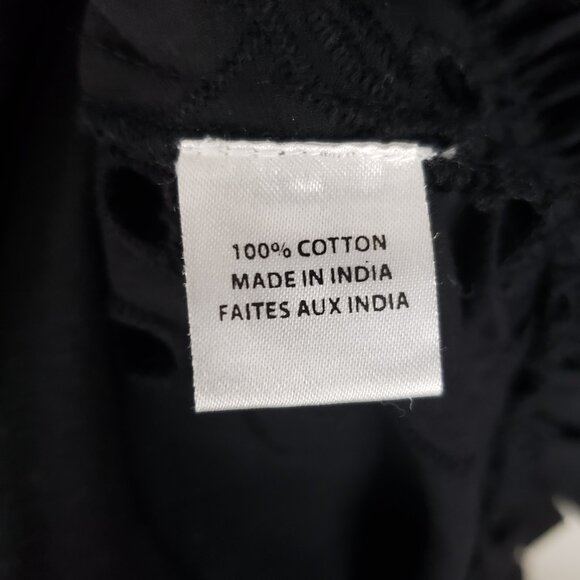 100% COTTON
MADE IN INDIA
FAITES AUX INDIA